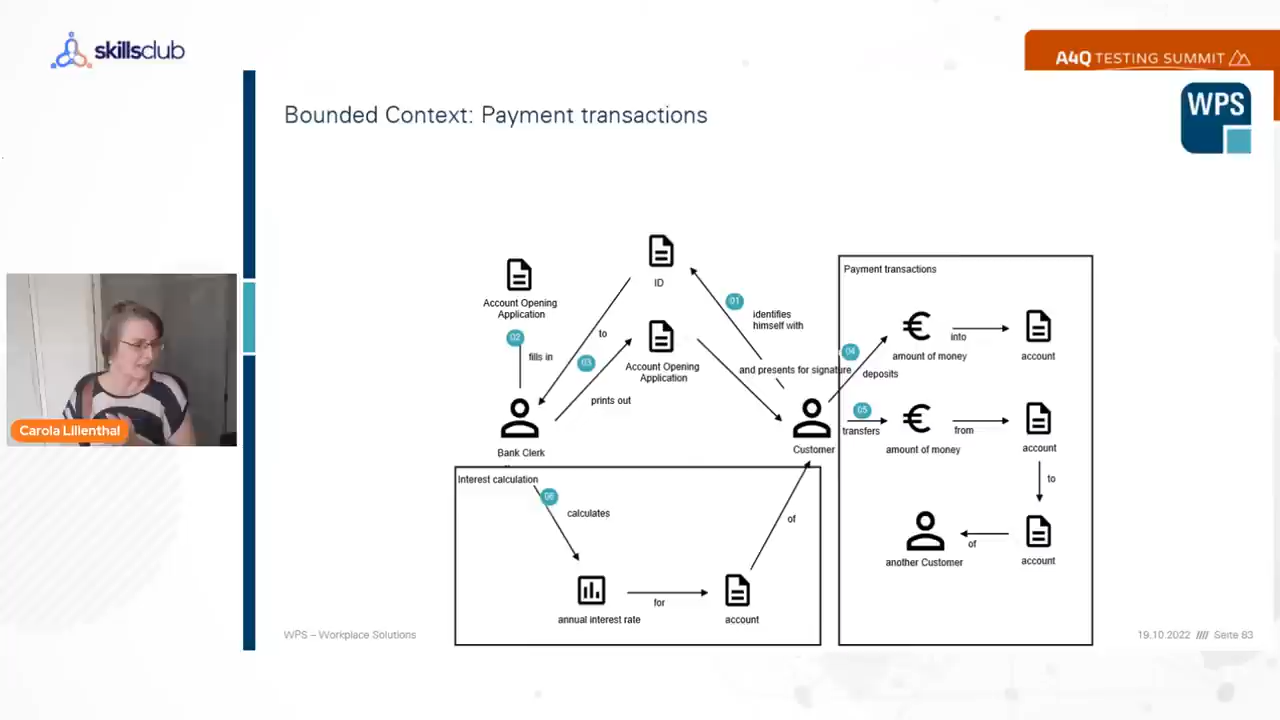 skillsclub
A4Q TESTING SUMMIT
WPS
Bounded Context: Payment transactions
ID
Account Opening
Application
02
fills in
to
03
prints out
Account Opening
Application
01
identifies
himself with
and presents for signature
Bank Clerk
Customer
Payment transactions
04
deposits
amount of money
into
account
05
transfers
amount of money
from
account
to
account
of
another Customer
Interest calculation
06
calculates
annual interest rate
for
account
of
Carola Lilienthal
WPS – Workplace Solutions
19.10.2022 //// Seite 83